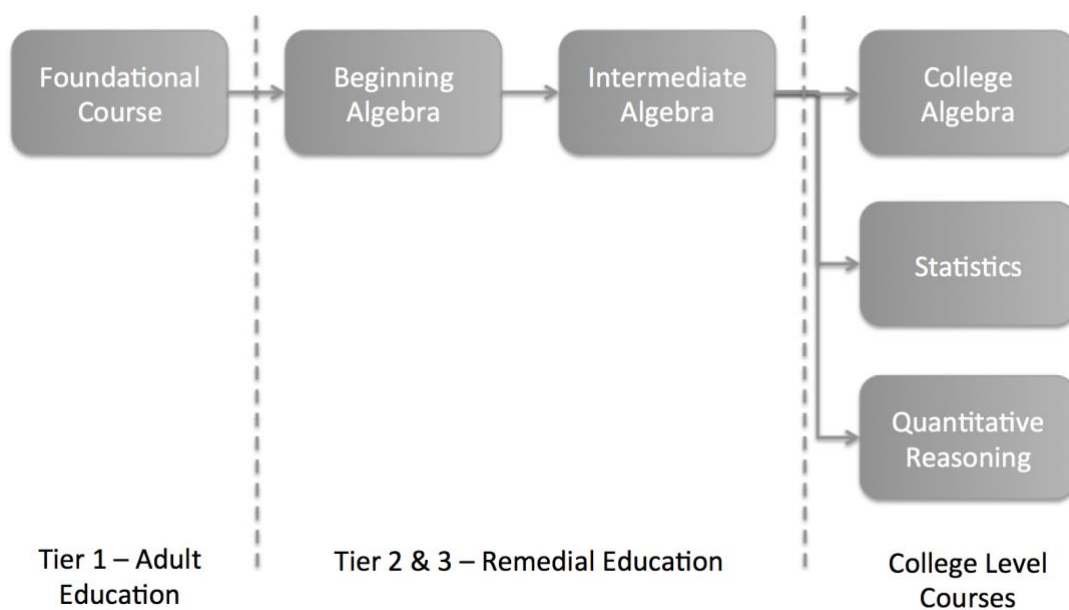 Foundational
Course
Beginning
Algebra
Intermediate
Algebra
College
Algebra
Statistics
Quantitative
Reasoning
Tier 1 – Adult
Education
Tier 2 & 3 – Remedial Education
College Level
Courses